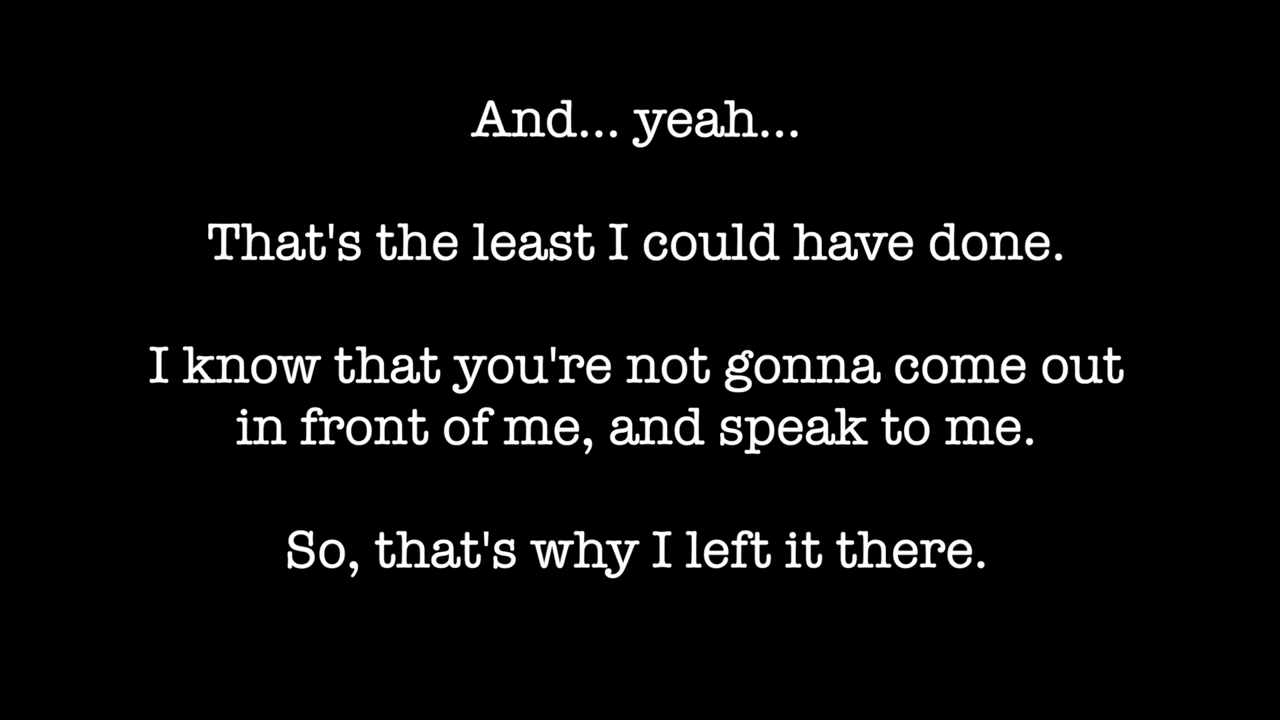 And... yeah...
That's the least I could have done.
I know that you're not gonna come out
in front of me, and speak to me.
So, that's why I left it there.